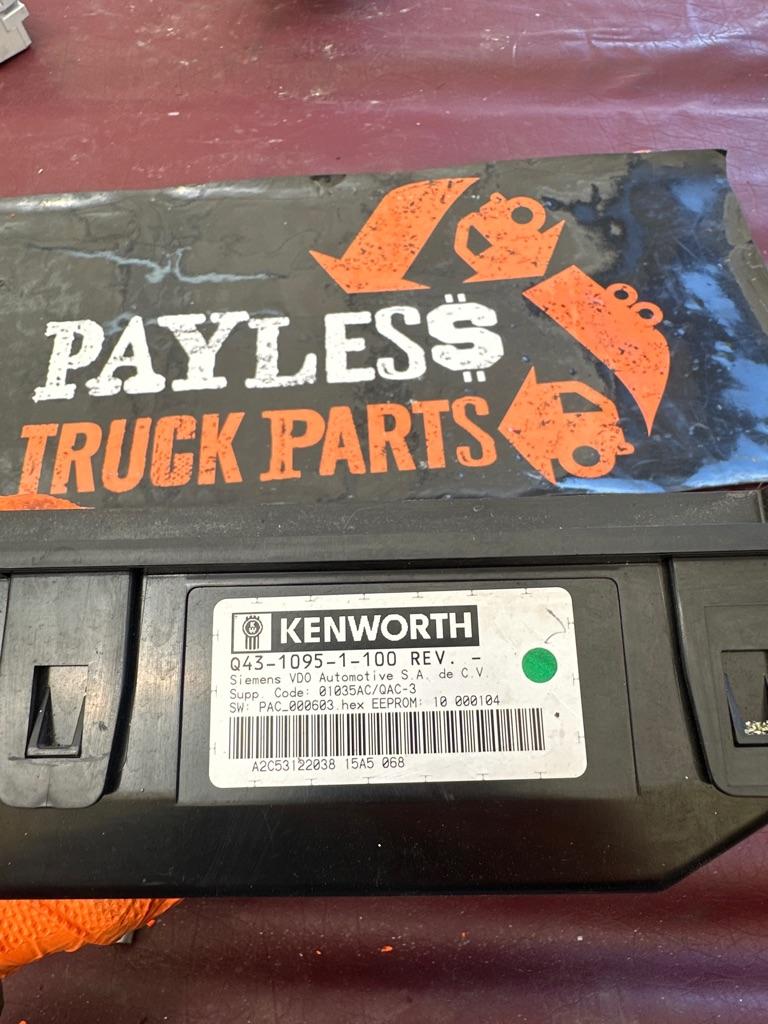 PAYLES$
TRUCK PARTS
KENWORTH
Q43-1095-1-100 REV. -
Siemens VDO Automotive S.A. de C.V.
Supp. Code: 01035AC/QAC-3
SW: PAC_000603.hex EEPROM: 10 000104
A2C53122038 15A5 068